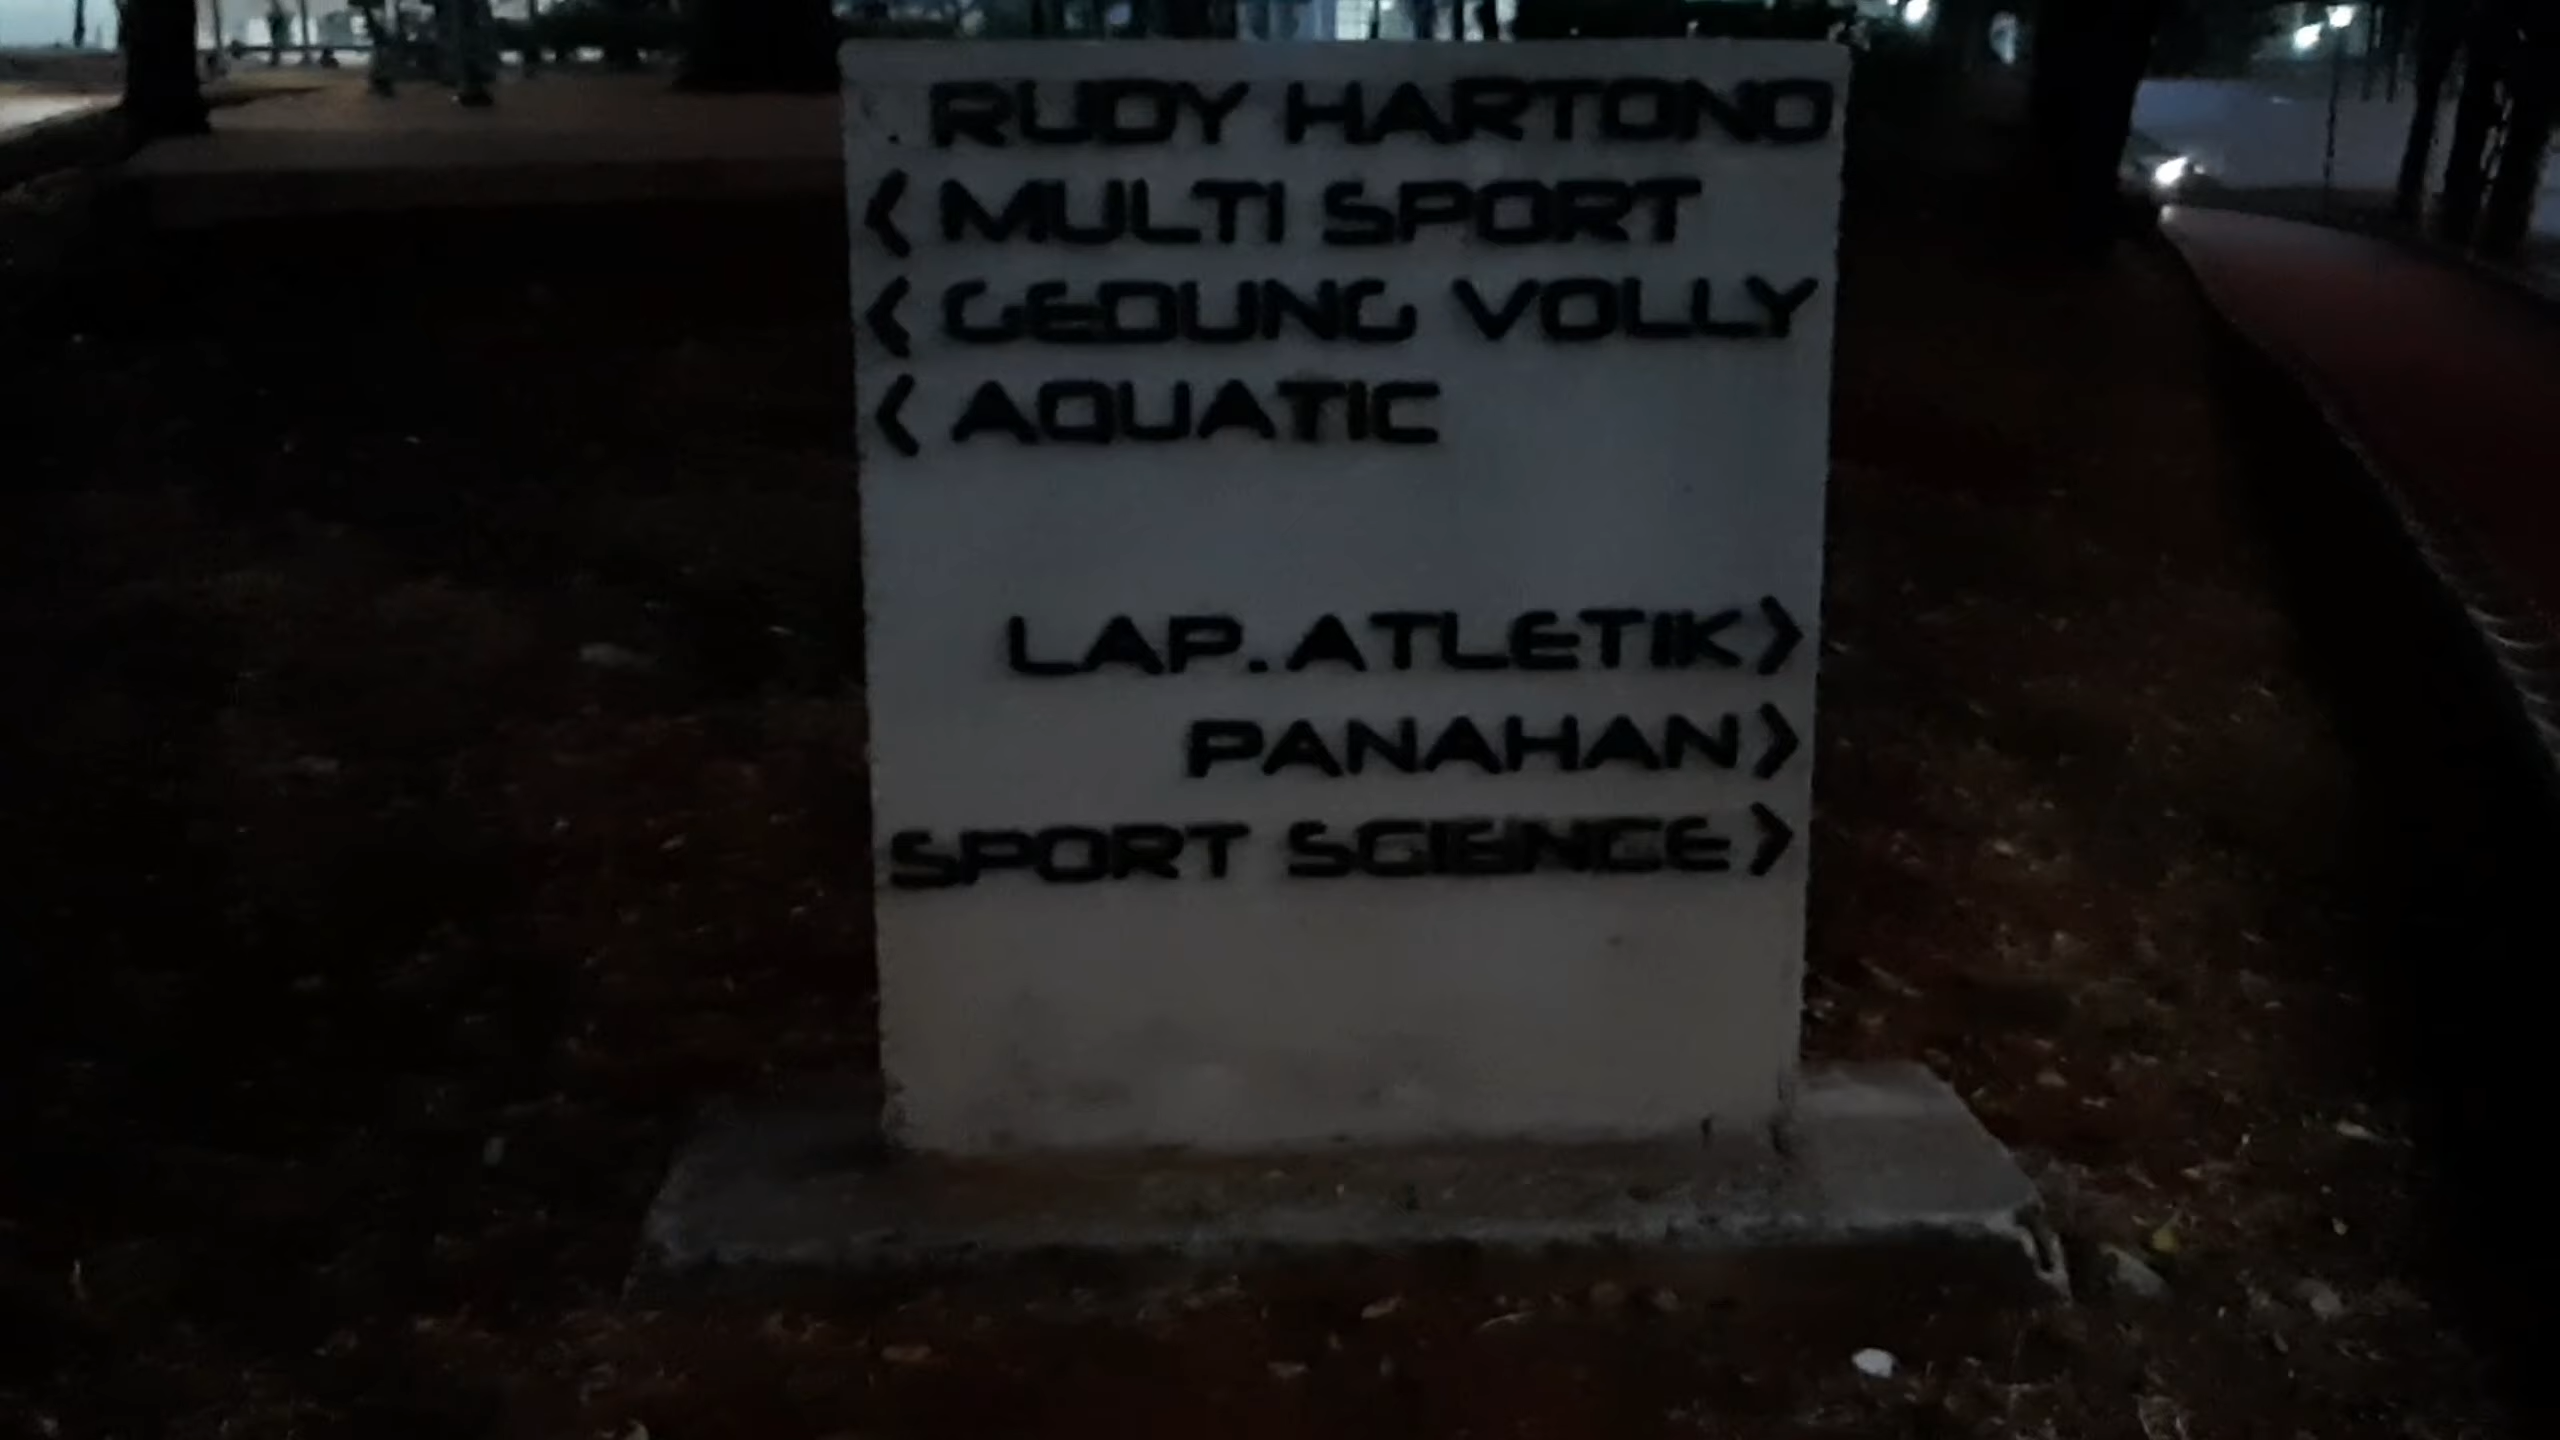 RUDY HARTONO
< MULTI SPORT
< GEDUNG VOLLY
< AQUATIC
LAP.ATLETIK >
PANAHAN >
SPORT SCIENCE >